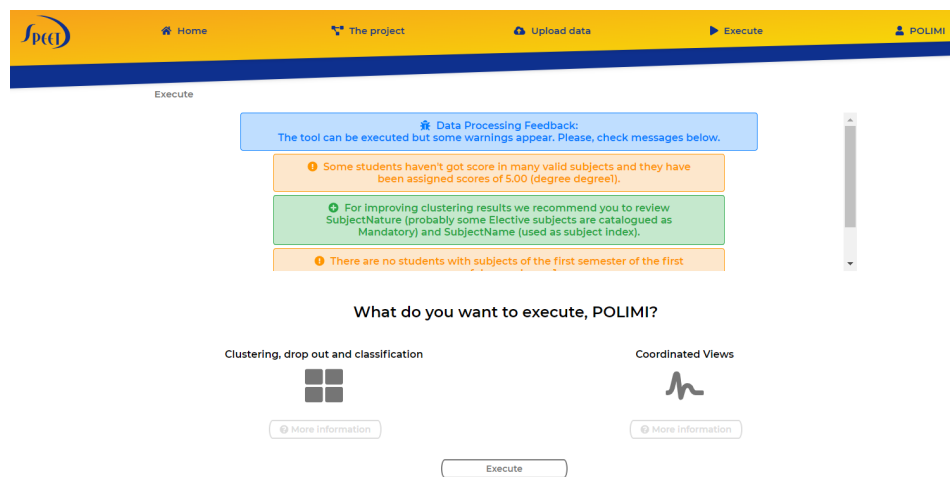 SPEET
Home
The project
Upload data
Execute
POLIMI
Execute
Data Processing Feedback:
The tool can be executed but some warnings appear. Please, check messages below.
Some students haven't got score in many valid subjects and they have
been assigned scores of 5.00 (degree degree1).
For improving clustering results we recommend you to review
SubjectNature (probably some Elective subjects are catalogued as
Mandatory) and SubjectName (used as subject index).
There are no students with subjects of the first semester of the first
What do you want to execute, POLIMI?
Clustering, drop out and classification
Coordinated Views
More information
More information
Execute